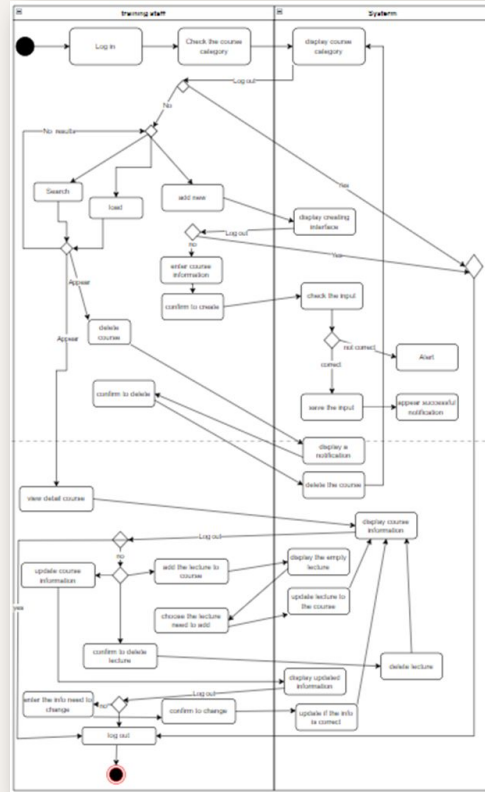 training staff
System
Log in
Check the course
category
display course
category
Log out
No
No results
Yes
Search
load
add new
display creating
interface
Log out
no
Yes
enter course
information
Appear
confirm to create
check the input
delete
course
Appear
not correct
Alert
correct
confirm to delete
save the input
appear successful
notification
display a
notification
delete the course
view detail course
display course
information
Log out
no
update course
information
add the lecture to
course
display the empty
lecture
yes
update lecture to
the course
choose the lecture
need to add
confirm to delete
lecture
delete lecture
display updated
information
Log out
enter the info need to
change
no
confirm to change
update if the info
is correct
log out